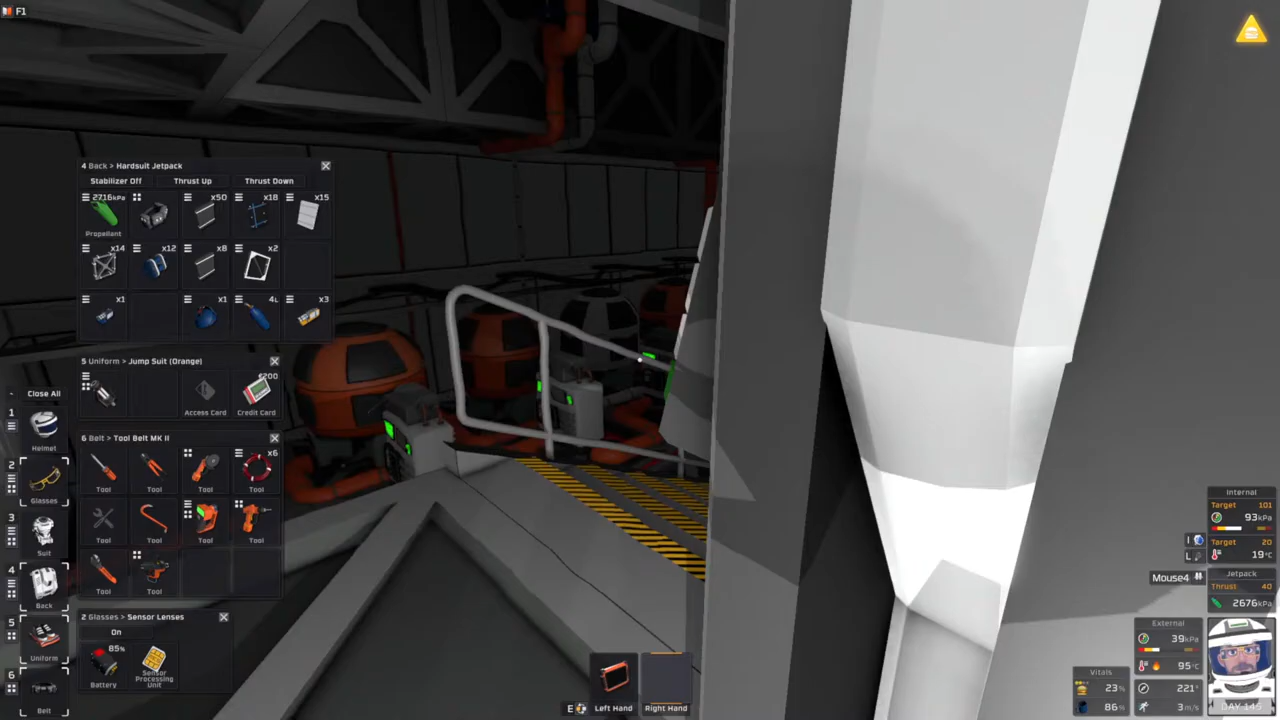 F1
4 Back > Hardsuit Jetpack
Stabilizer Off Thrust Up Thrust Down
2716kPa x50 x18 x15
Propellant
x14 x12 x8 x2
x1 x1 4L x3
5 Uniform > Jump Suit (Orange)
€200
Access Card Credit Card
6 Belt > Tool Belt MK II
x6
Tool Tool Tool Tool
Tool Tool Tool Tool
Tool Tool
2 Glasses > Sensor Lenses
On
85%
Battery Sensor Processing Unit
Close All
1
Helmet
2
Glasses
3
Suit
4
Back
5
Uniform
6
Belt
E Left Hand Right Hand
Internal
Target 101
93kPa
Target 20
19°C
I
L
Mouse4
Jetpack
Thrust 40
2676kPa
External
39kPa
95°C
221°
3m/s
Vitals
23%
86%
DAY 145